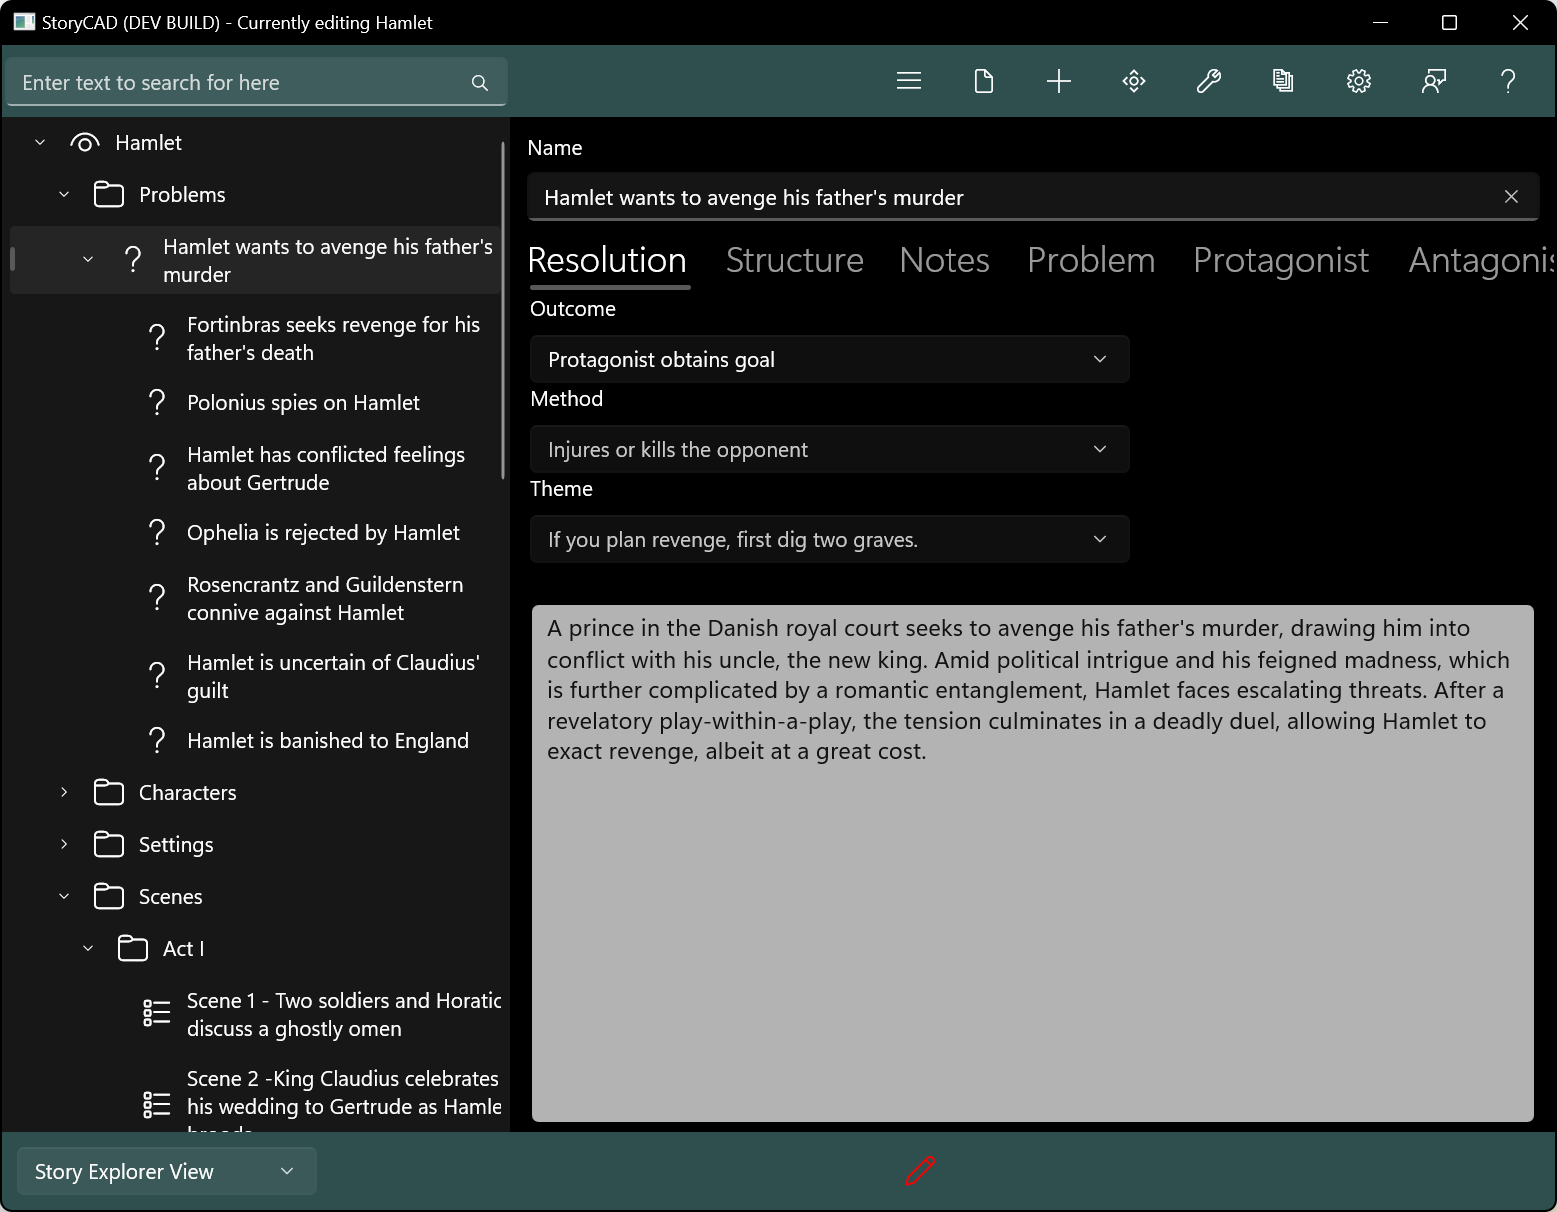 StoryCAD (DEV BUILD) - Currently editing Hamlet
Enter text to search for here
Hamlet
Problems
Hamlet wants to avenge his father's
murder
Fortinbras seeks revenge for his
father's death
Polonius spies on Hamlet
Hamlet has conflicted feelings
about Gertrude
Ophelia is rejected by Hamlet
Rosencrantz and Guildenstern
connive against Hamlet
Hamlet is uncertain of Claudius'
guilt
Hamlet is banished to England
Characters
Settings
Scenes
Act I
Scene 1 - Two soldiers and Horatio
discuss a ghostly omen
Scene 2 -King Claudius celebrates
his wedding to Gertrude as Hamle
Name
Hamlet wants to avenge his father's murder
Resolution Structure Notes Problem Protagonist Antagonis
Outcome
Protagonist obtains goal
Method
Injures or kills the opponent
Theme
If you plan revenge, first dig two graves.
A prince in the Danish royal court seeks to avenge his father's murder, drawing him into
conflict with his uncle, the new king. Amid political intrigue and his feigned madness, which
is further complicated by a romantic entanglement, Hamlet faces escalating threats. After a
revelatory play-within-a-play, the tension culminates in a deadly duel, allowing Hamlet to
exact revenge, albeit at a great cost.
Story Explorer View